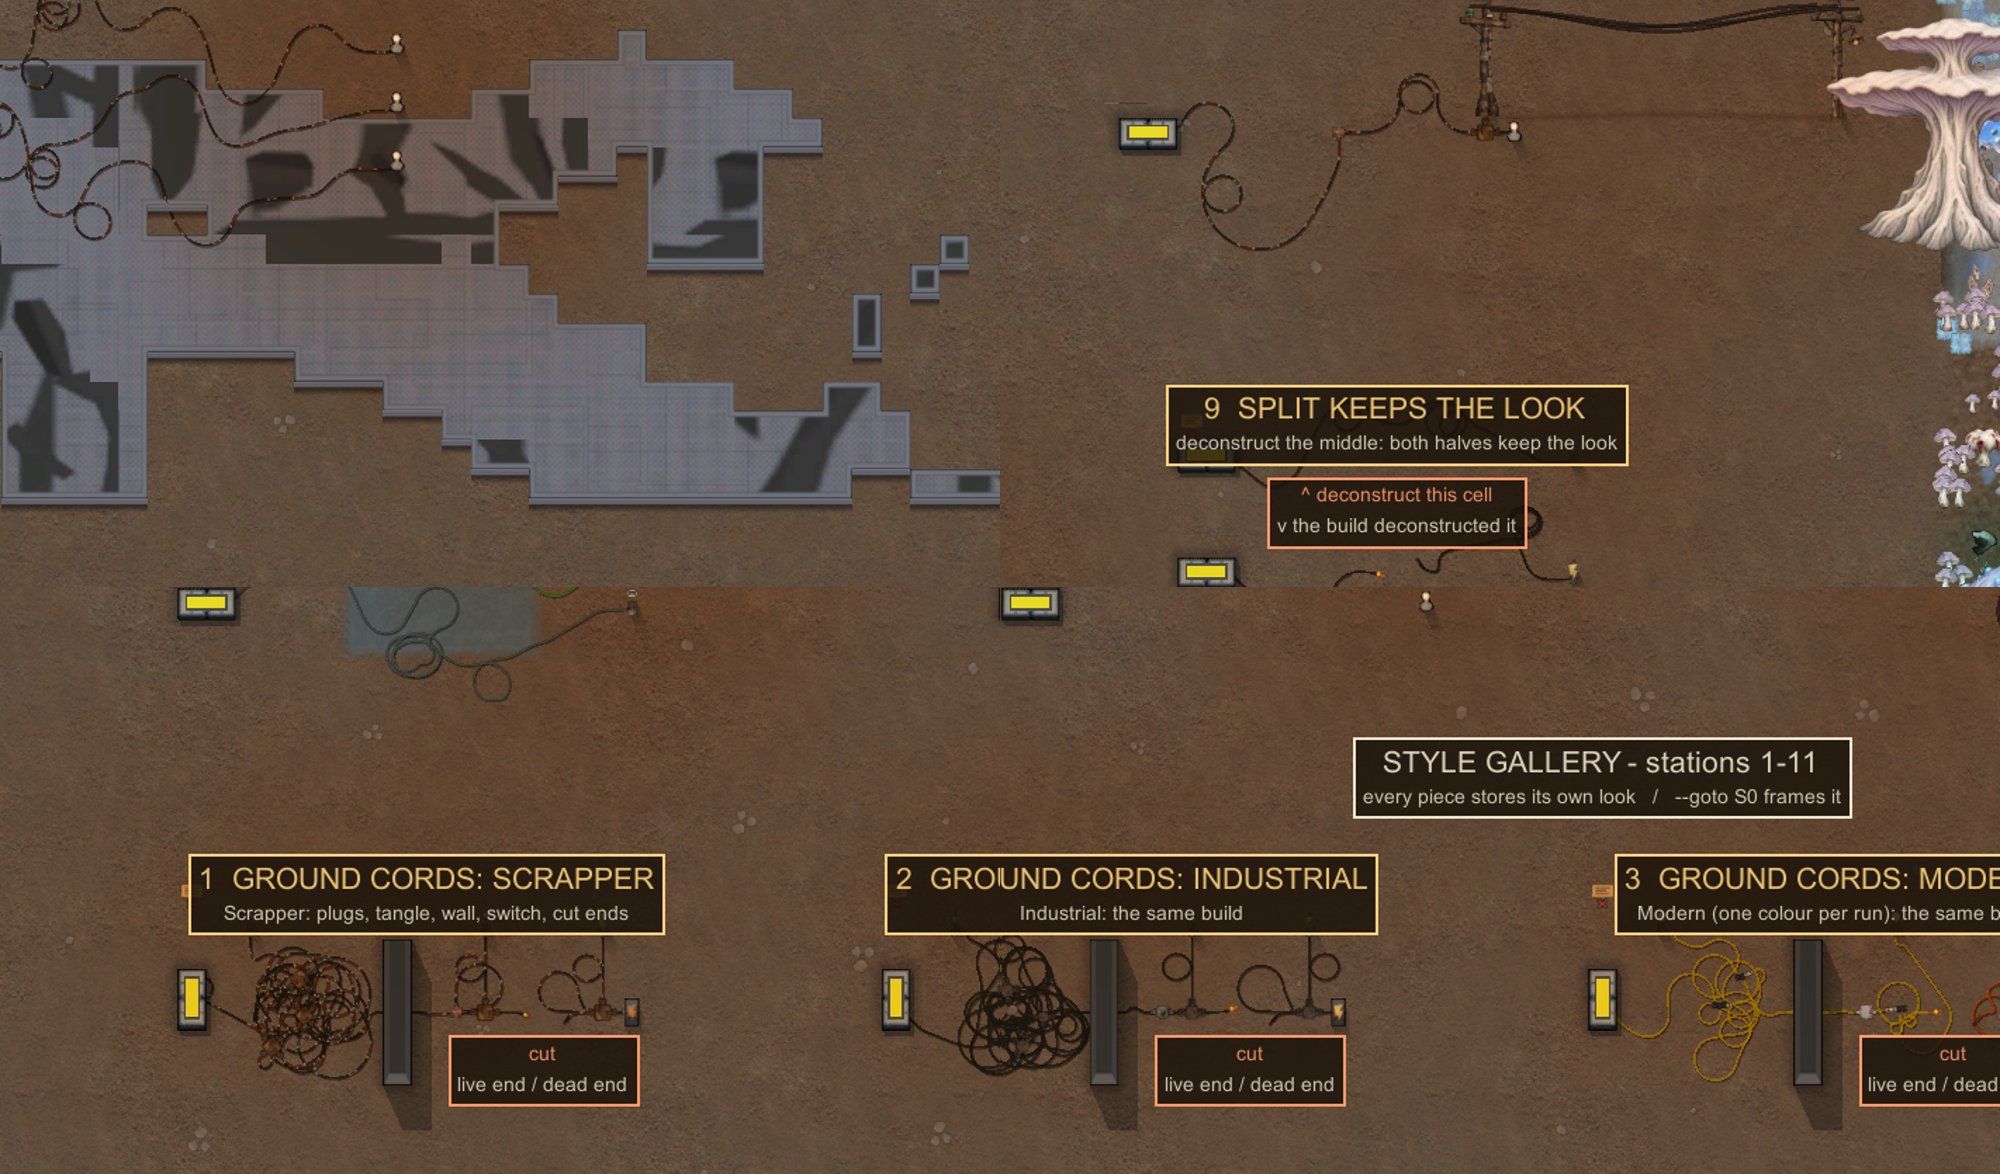 9 SPLIT KEEPS THE LOOK
deconstruct the middle: both halves keep the look
^ deconstruct this cell
v the build deconstructed it
STYLE GALLERY - stations 1-11
every piece stores its own look / --goto S0 frames it
1 GROUND CORDS: SCRAPPER
Scrapper: plugs, tangle, wall, switch, cut ends
2 GROUND CORDS: INDUSTRIAL
Industrial: the same build
3 GROUND CORDS: MODE
Modern (one colour per run): the same b
cut
live end / dead end
cut
live end / dead end
cut
live end / dead